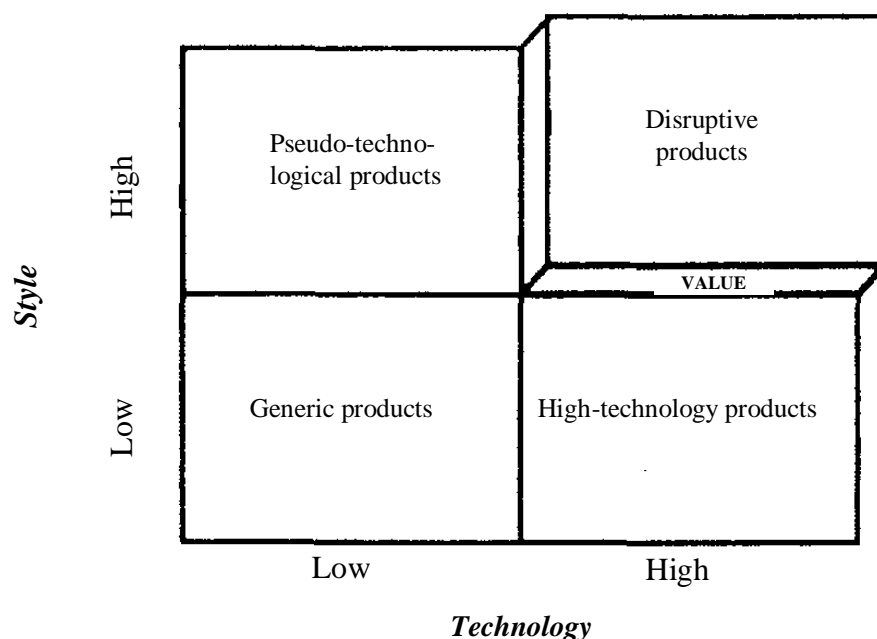 Disruptive
products
Pseudo-techno-
logical products
High
Style
VALUE
Generic products
High-technology products
Low
Low
High
Technology